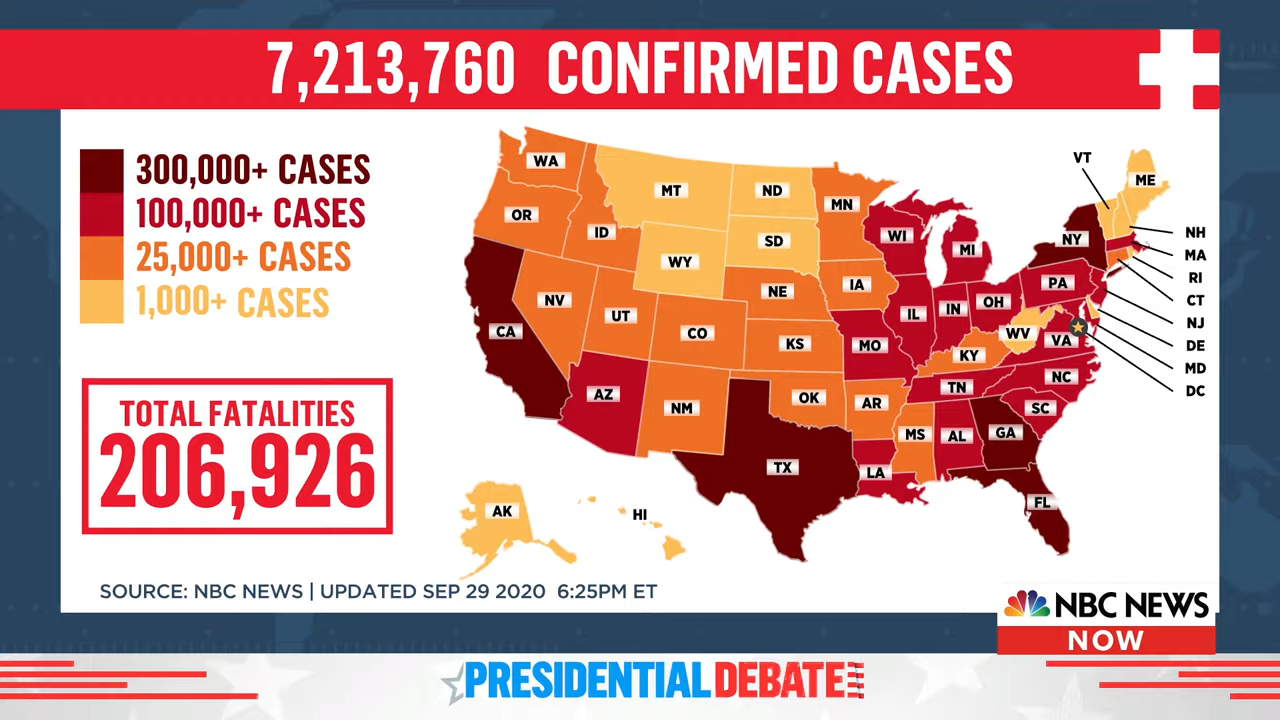 7,213,760 CONFIRMED CASES
300,000+ CASES
100,000+ CASES
25,000+ CASES
1,000+ CASES
TOTAL FATALITIES
206,926
WA
OR
ID
MT
ND
MN
SD
WY
WI
MI
NY
VT
ME
NH
MA
RI
CT
NJ
DE
MD
DC
PA
NE
IA
NV
UT
CO
CA
KS
MO
IL
IN
OH
WV
VA
KY
NC
TN
AZ
NM
OK
AR
SC
MS
AL
GA
TX
LA
FL
AK
HI
SOURCE: NBC NEWS | UPDATED SEP 29 2020 6:25PM ET
NBC NEWS
NOW
PRESIDENTIAL DEBATE